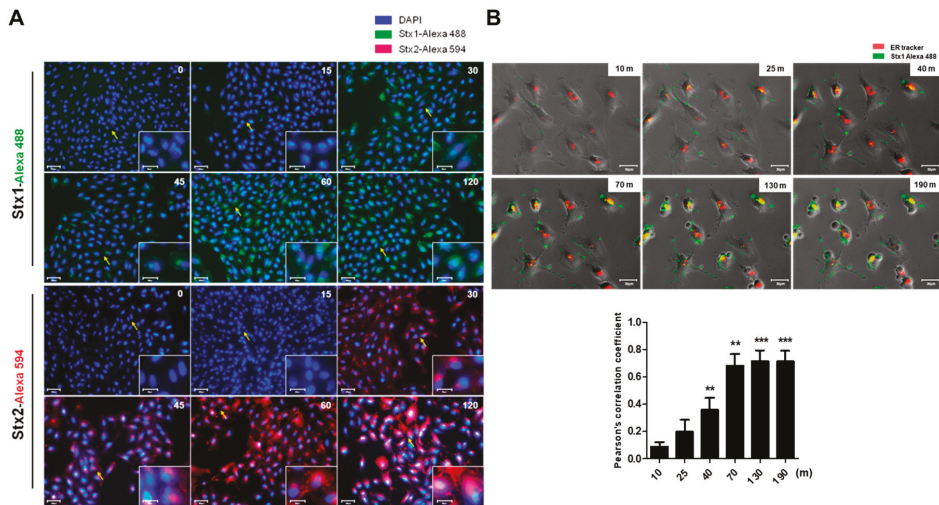 A
DAPI
Stx1-Alexa 488
Stx2-Alexa 594
Stx1-Alexa 488
0
15
30
45
60
120
Stx2-Alexa 594
0
15
30
45
60
120
B
ER tracker
Stx1 Alexa 488
10 m
25 m
40 m
70 m
130 m
190 m
Pearson's correlation coefficient
1.0
0.8
0.6
0.4
0.2
0.0
**
**
***
***
10
25
40
70
130
190
(m)